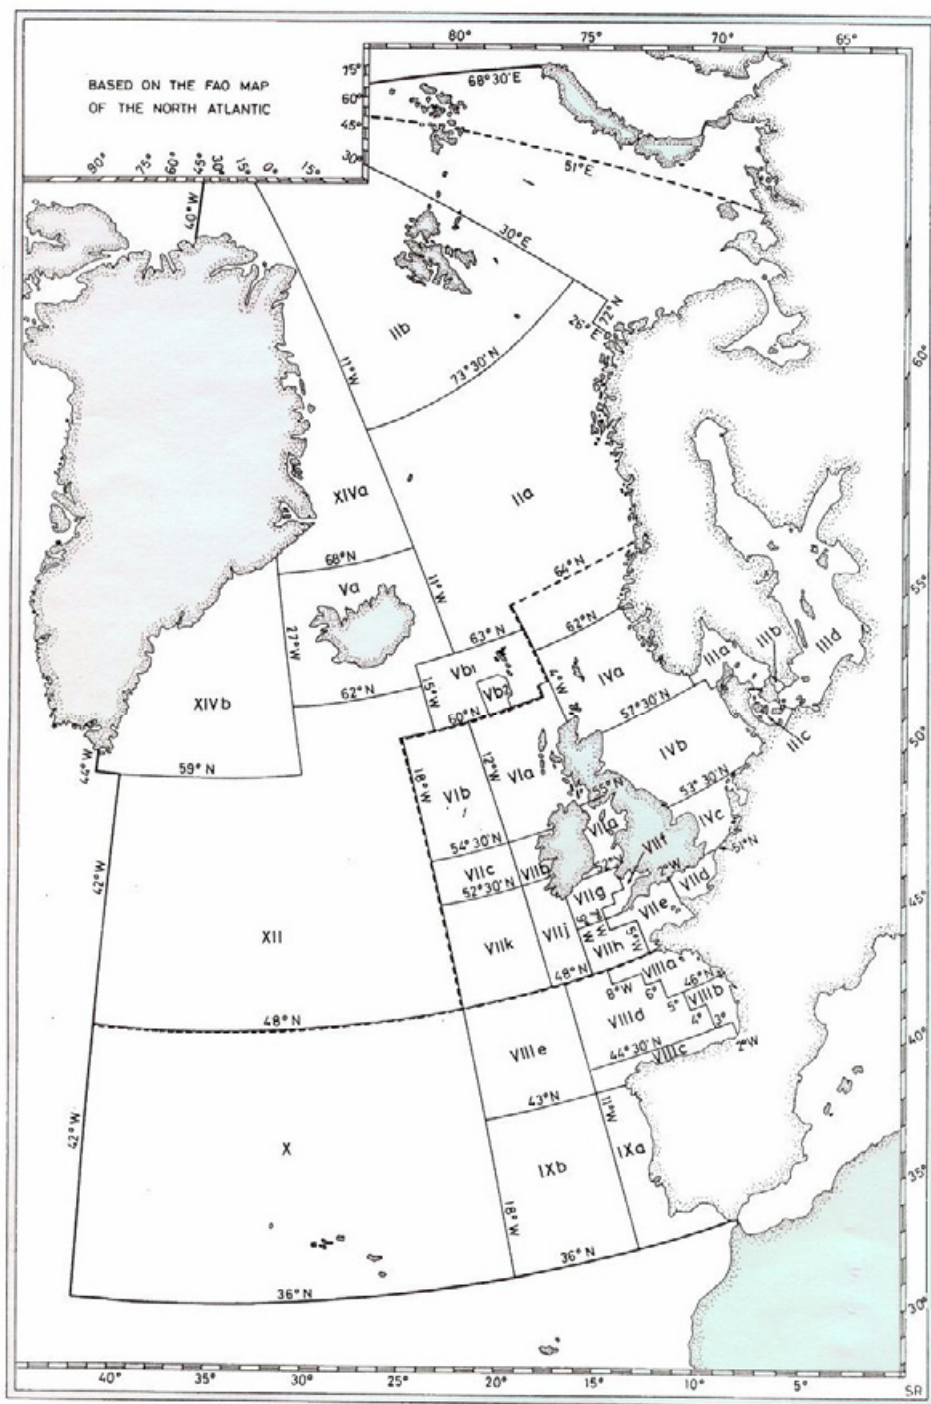 80° 75° 70° 65°
BASED ON THE FAO MAP
OF THE NORTH ATLANTIC
75°
60°
45°
30°
68°30'E
51°E
90° 75° 60° 45° 30° 15° 0° 15°
40°W
30°E
72°N
26°E
IIb
11°W
73°30'N
60°
XIVa
IIa
68°N
64°N
Va
11°W
55°
27°W
63°N
62°N
Vb1
Vb2
IVa
4°W
IIIa
IIIb
IIId
XIVb
62°N
15°W
60°N
57°30'N
IIIc
50°
44°W
59°N
18°W
VIb
12°W
VIa
IVb
53°30'N
55°N
54°30'N
VIIa
IVc
42°W
VIIc
VIIb
52°N
VIIf
51°N
52°30'N
VIIg
2°W
VIId
45°
XII
VIIk
VIIj
VIIe
VIIh
5°W
48°N
48°N
8°W
VIIIa
46°N
6°
5°
VIIIb
VIIId
4°
3°
44°30'N
VIIIe
VIIIc
2°W
40°
43°N
11°W
42°W
X
IXb
IXa
35°
18°W
36°N
36°N
30°
40° 35° 30° 25° 20° 15° 10° 5°
SR